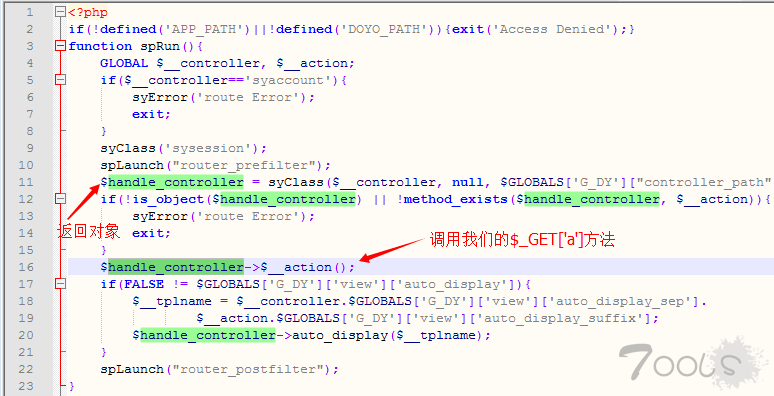 1 <?php
2 if(!defined('APP_PATH')||!defined('DOYO_PATH')){exit('Access Denied');}
3 function spRun(){
4 GLOBAL $__controller, $__action;
5 if($__controller=='syaccount'){
6 syError('route Error');
7 exit;
8 }
9 syClass('sysession');
10 spLaunch("router_prefilter");
11 $handle_controller = syClass($__controller, null, $GLOBALS['G_DY']["controller_path"
12 if(!is_object($handle_controller) || !method_exists($handle_controller, $__action)){
13 syError('route Error');
返回对象
14 exit;
调用我们的$_GET['a']方法
15 }
16 $handle_controller->$__action();
17 if(FALSE != $GLOBALS['G_DY']['view']['auto_display']){
18 $__tplname = $__controller.$GLOBALS['G_DY']['view']['auto_display_sep'].
19 $__action.$GLOBALS['G_DY']['view']['auto_display_suffix'];
20 $handle_controller->auto_display($__tplname);
21 }
22 spLaunch("router_postfilter");
23 }
7ools